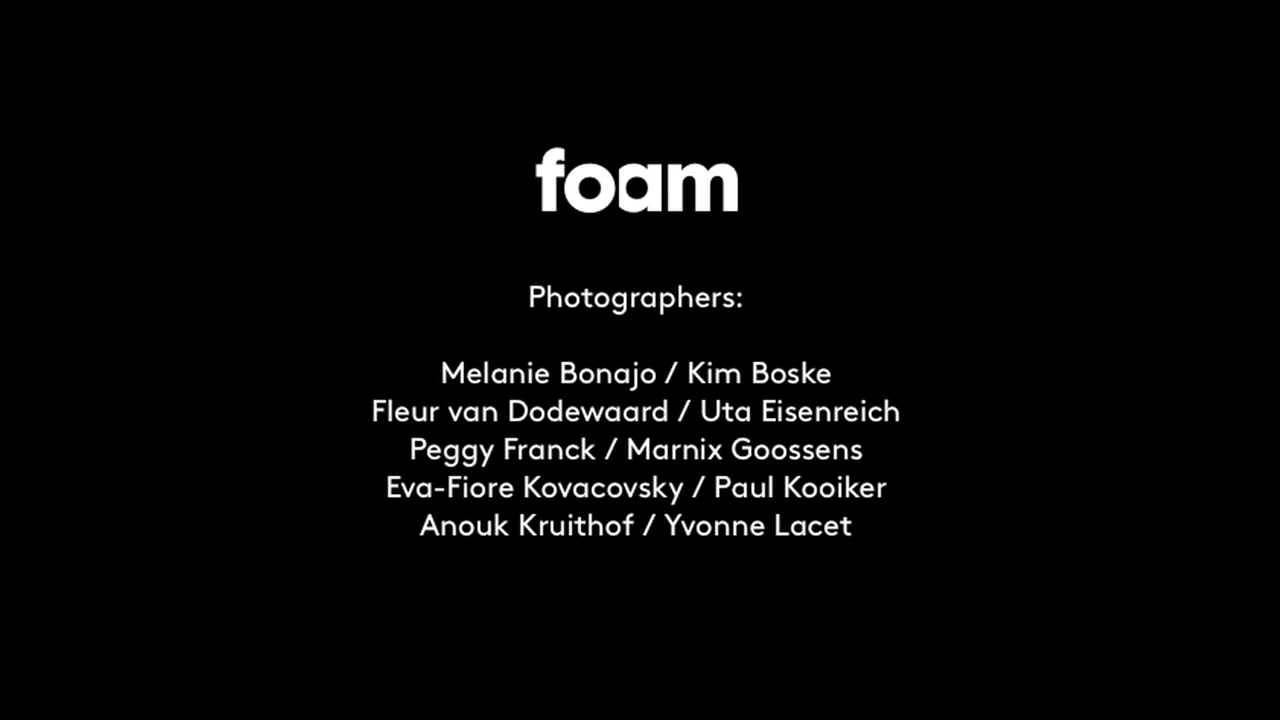 foam
Photographers:
Melanie Bonajo / Kim Boske
Fleur van Dodewaard / Uta Eisenreich
Peggy Franck / Marnix Goossens
Eva-Fiore Kovacovsky / Paul Kooiker
Anouk Kruithof / Yvonne Lacet